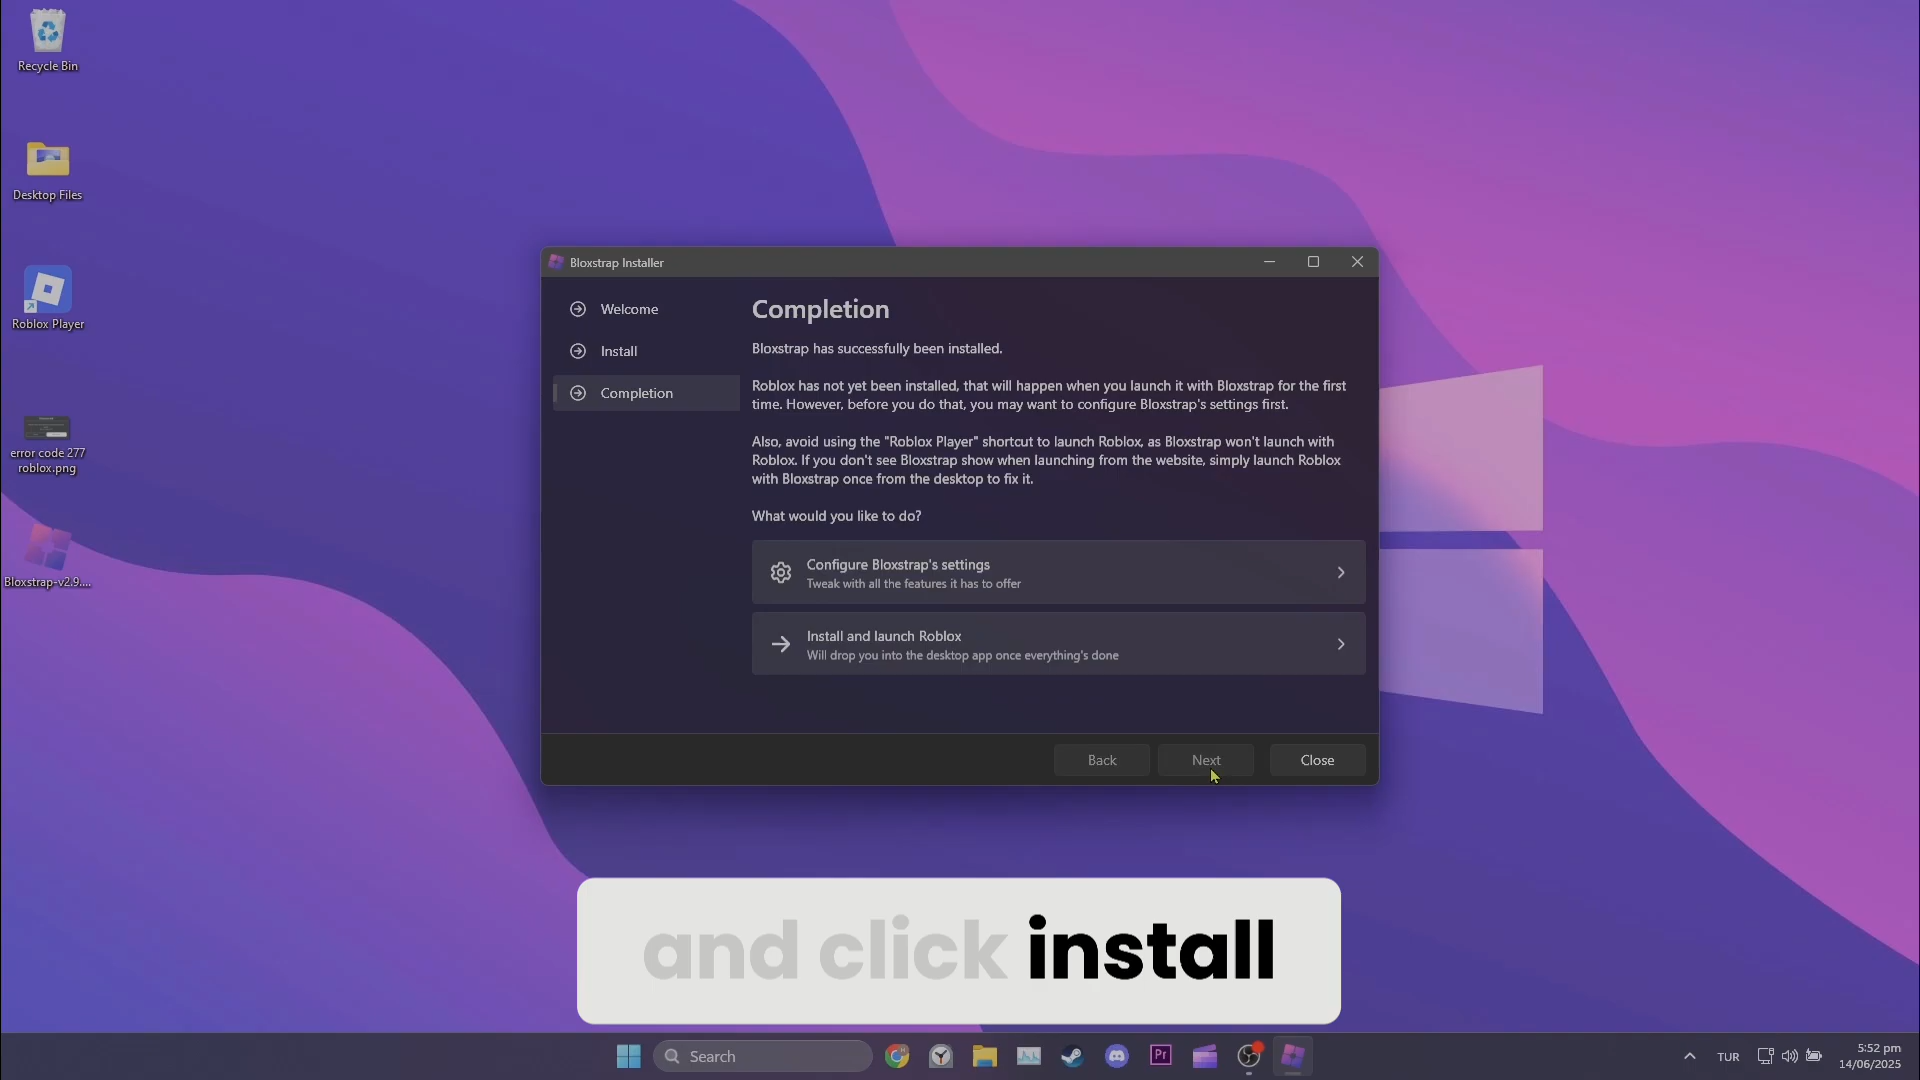 Recycle Bin
Desktop Files
Roblox Player
error code 277
roblox.png
Bloxstrap-v2.9....
Bloxstrap Installer
Welcome
Install
Completion
Completion
Bloxstrap has successfully been installed.
Roblox has not yet been installed, that will happen when you launch it with Bloxstrap for the first
time. However, before you do that, you may want to configure Bloxstrap's settings first.
Also, avoid using the "Roblox Player" shortcut to launch Roblox, as Bloxstrap won't launch with
Roblox. If you don't see Bloxstrap show when launching from the website, simply launch Roblox
with Bloxstrap once from the desktop to fix it.
What would you like to do?
Configure Bloxstrap's settings
Tweak with all the features it has to offer
Install and launch Roblox
Will drop you into the desktop app once everything's done
Back
Next
Close
and click install
Search
Pr
TUR
5:52 pm
14/06/2025